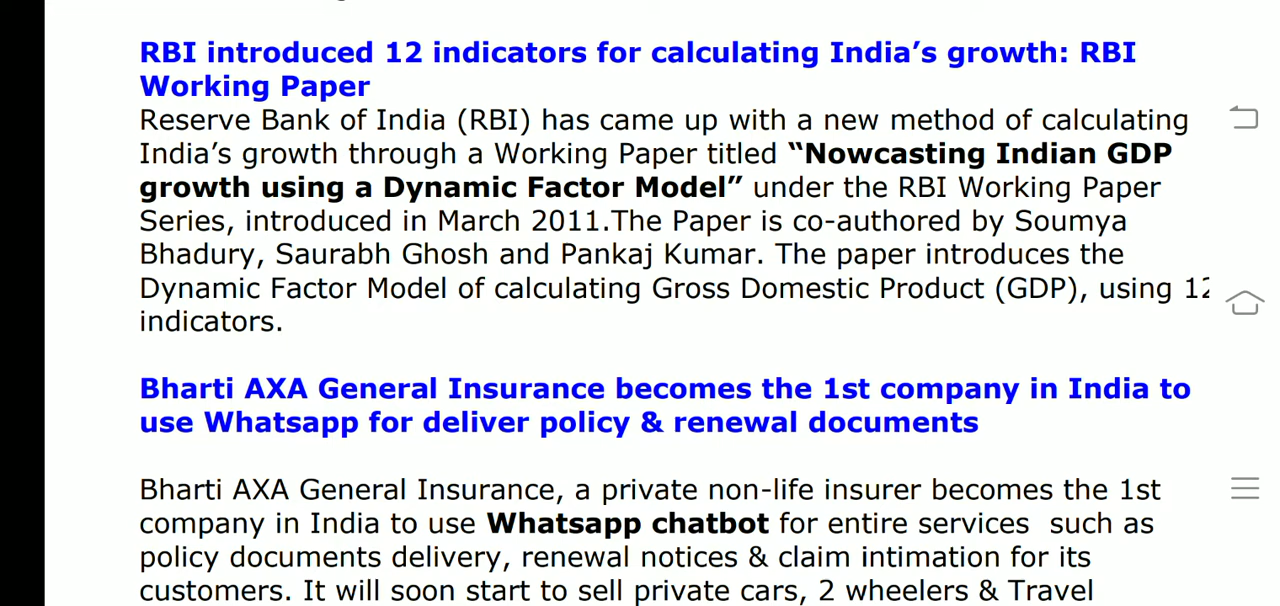 RBI introduced 12 indicators for calculating India’s growth: RBI
Working Paper
Reserve Bank of India (RBI) has came up with a new method of calculating
India’s growth through a Working Paper titled “Nowcasting Indian GDP
growth using a Dynamic Factor Model” under the RBI Working Paper
Series, introduced in March 2011.The Paper is co-authored by Soumya
Bhadury, Saurabh Ghosh and Pankaj Kumar. The paper introduces the
Dynamic Factor Model of calculating Gross Domestic Product (GDP), using 12
indicators.
Bharti AXA General Insurance becomes the 1st company in India to
use Whatsapp for deliver policy & renewal documents
Bharti AXA General Insurance, a private non-life insurer becomes the 1st
company in India to use Whatsapp chatbot for entire services such as
policy documents delivery, renewal notices & claim intimation for its
customers. It will soon start to sell private cars, 2 wheelers & Travel